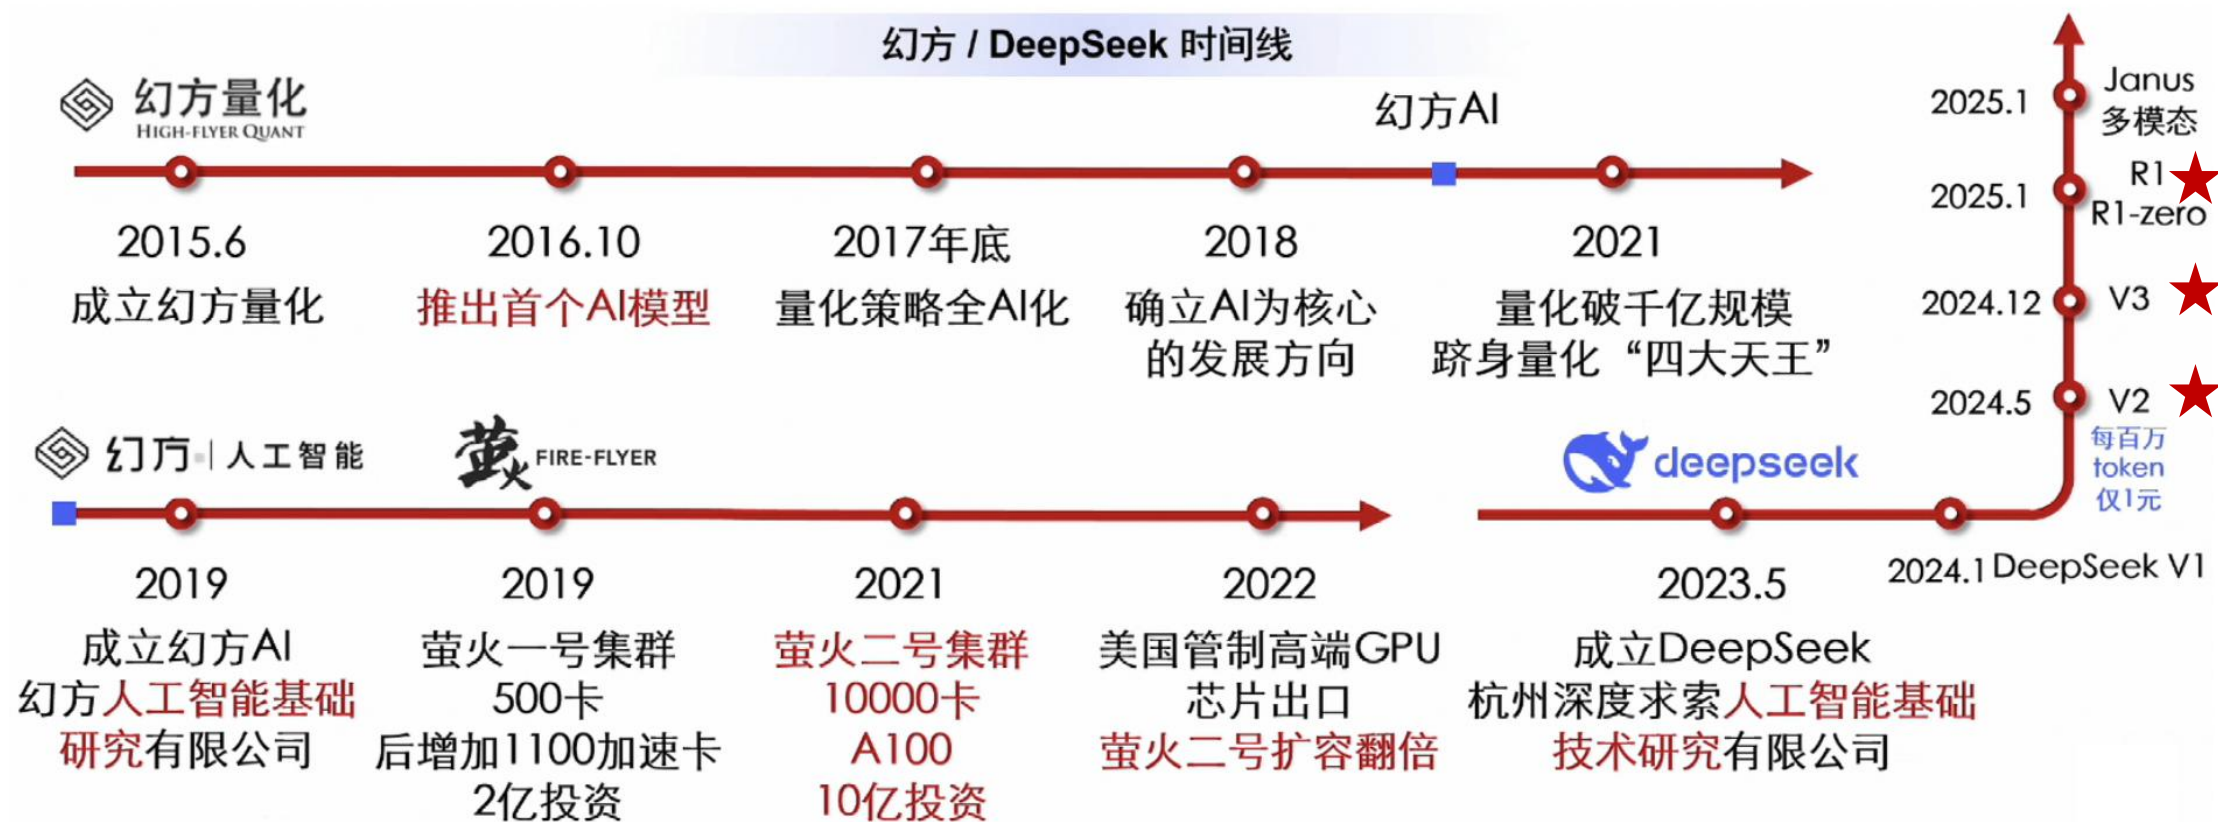 幻方 / DeepSeek 时间线
幻方量化
HIGH-FLYER QUANT
幻方AI
2015.6
成立幻方量化
2016.10
推出首个AI模型
2017年底
量化策略全AI化
2018
确立AI为核心
的发展方向
2021
量化破千亿规模
跻身量化“四大天王”
幻方 | 人工智能
萤火 FIRE-FLYER
2019
成立幻方AI
幻方人工智能基础
研究有限公司
2019
萤火一号集群
500卡
后增加1100加速卡
2亿投资
2021
萤火二号集群
10000卡
A100
10亿投资
2022
美国管制高端GPU
芯片出口
萤火二号扩容翻倍
deepseek
2023.5
成立DeepSeek
杭州深度求索人工智能基础
技术研究有限公司
2024.1 DeepSeek V1
2025.1
Janus
多模态
2025.1
R1
R1-zero
2024.12
V3
2024.5
V2
每百万
token
仅1元